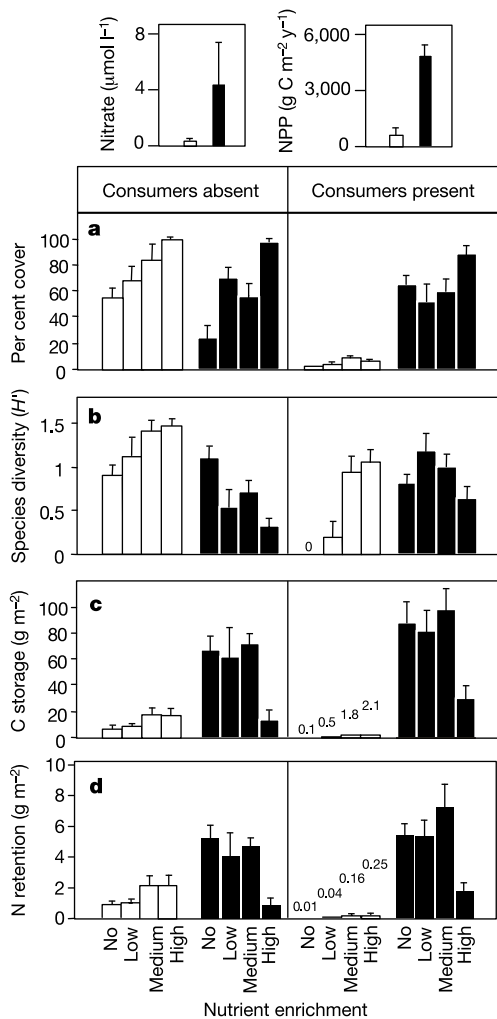 Nitrate (μmol l⁻¹)
8
4
0
NPP (g C m⁻² y⁻¹)
6,000
3,000
0
Consumers absent
Consumers present
a
Per cent cover
100
80
60
40
20
0
b
Species diversity (H')
1.5
1
0.5
0
0
c
C storage (g m⁻²)
100
80
60
40
20
0
0.1
0.5
1.8
2.1
d
N retention (g m⁻²)
10
8
6
4
2
0
0.01
0.04
0.16
0.25
No
Low
Medium
High
No
Low
Medium
High
No
Low
Medium
High
No
Low
Medium
High
Nutrient enrichment